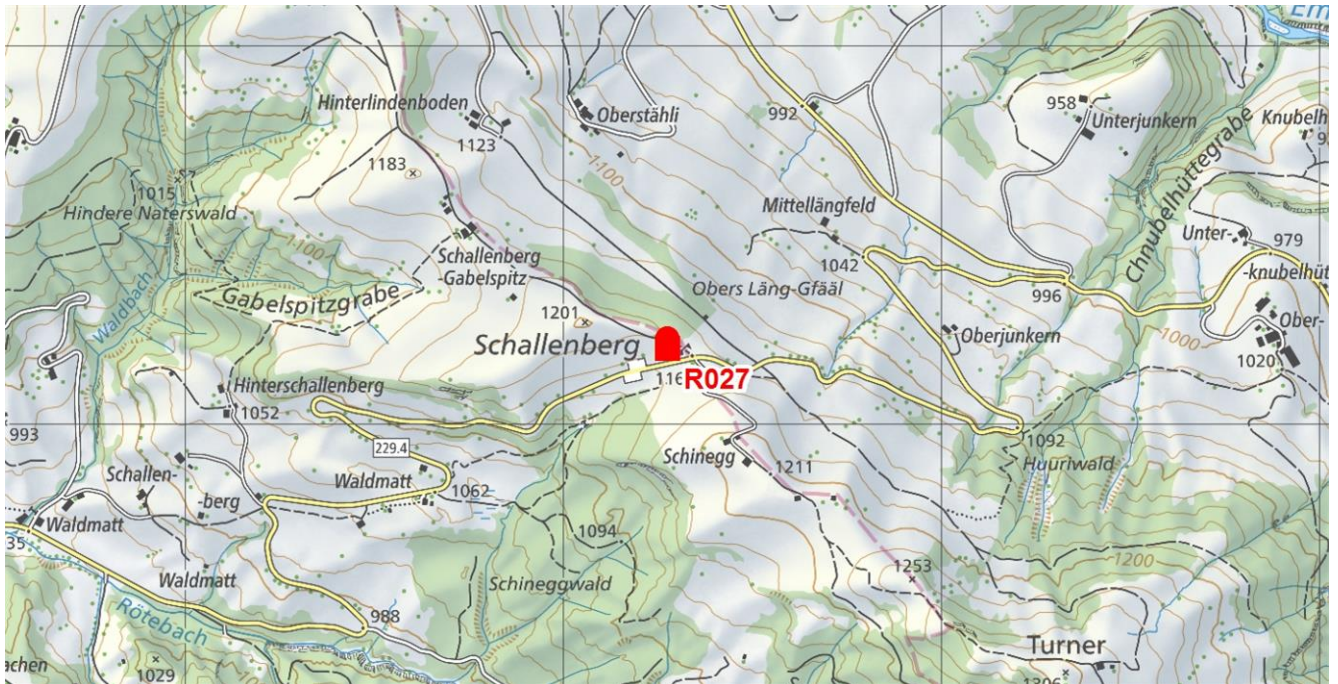 Hinterlindenboden
1123
Oberstähli
992
958
Unterjunkern
1183
1100
1015
Hindere Naterswald
1100
Schallenberg
-Gabelspitz
Mittellängfeld
1042
Chnubelhüttegrabe
Unter-
979
-knubelhüt
Waldbach
Gabelspitzgrabe
Obers Läng-Gfääl
996
1201
Schallenberg
R027
Oberjunkern
1000
Ober-
1020
Hinterschallenberg
1052
993
229.4
Schinegg
1211
1092
Huuriwald
Schallen-
-berg
Waldmatt
1062
Waldmatt
35
1094
Waldmatt
Schineggwald
1253
1200
988
Rötebach
Turner
achen
1029